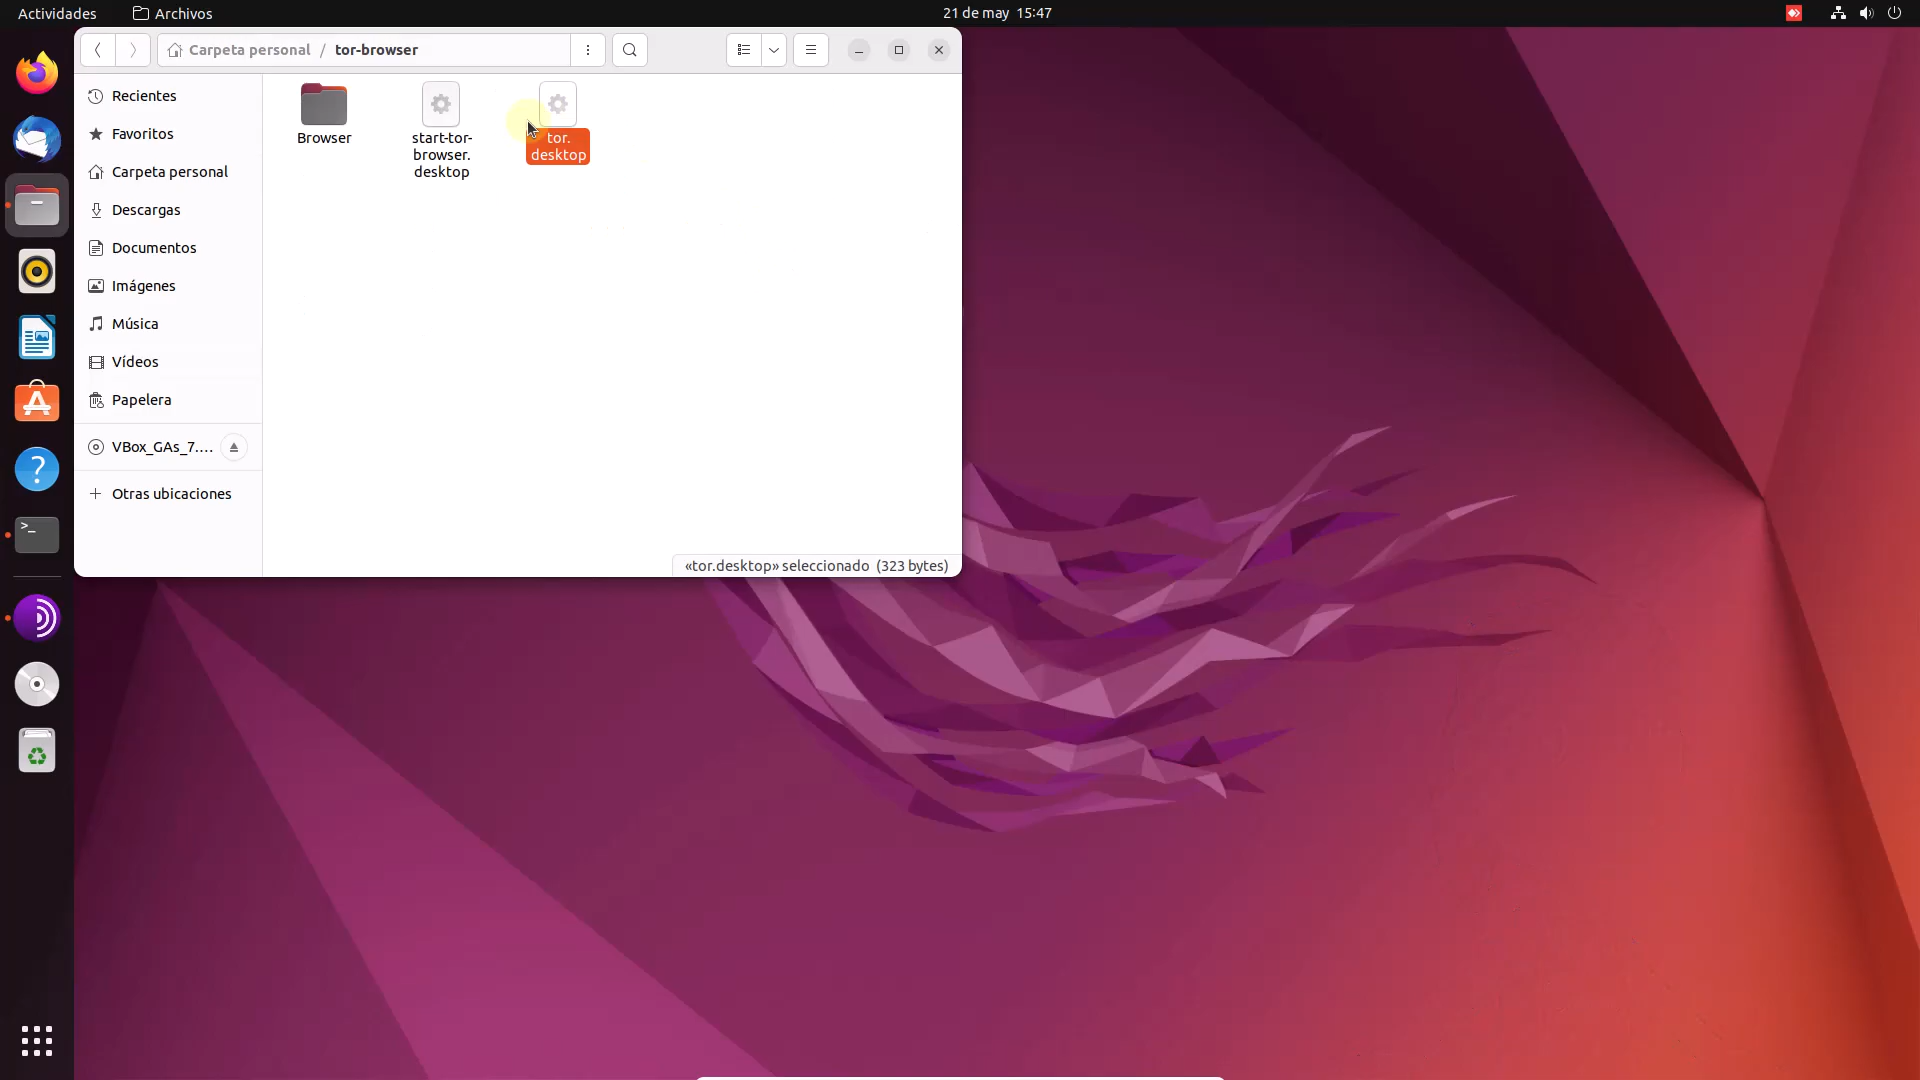 Actividades Archivos 21 de may 15:47
Carpeta personal / tor-browser
Recientes
Favoritos
Carpeta personal
Descargas
Documentos
Imágenes
Música
Vídeos
Papelera
VBox_GAs_7....
Otras ubicaciones
Browser
start-tor-
browser.
desktop
tor.
desktop
«tor.desktop» seleccionado (323 bytes)